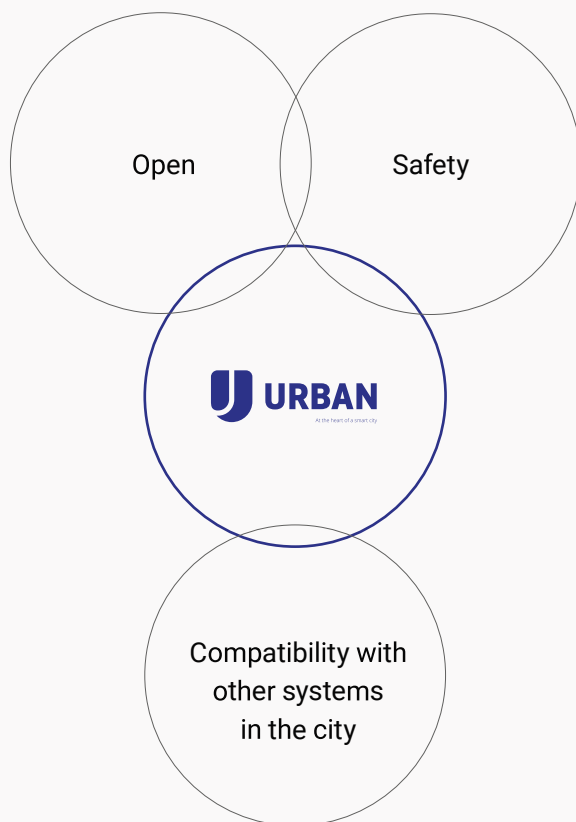 Open
Safety
URBAN
At the heart of a smart city
Compatibility with
other systems
in the city